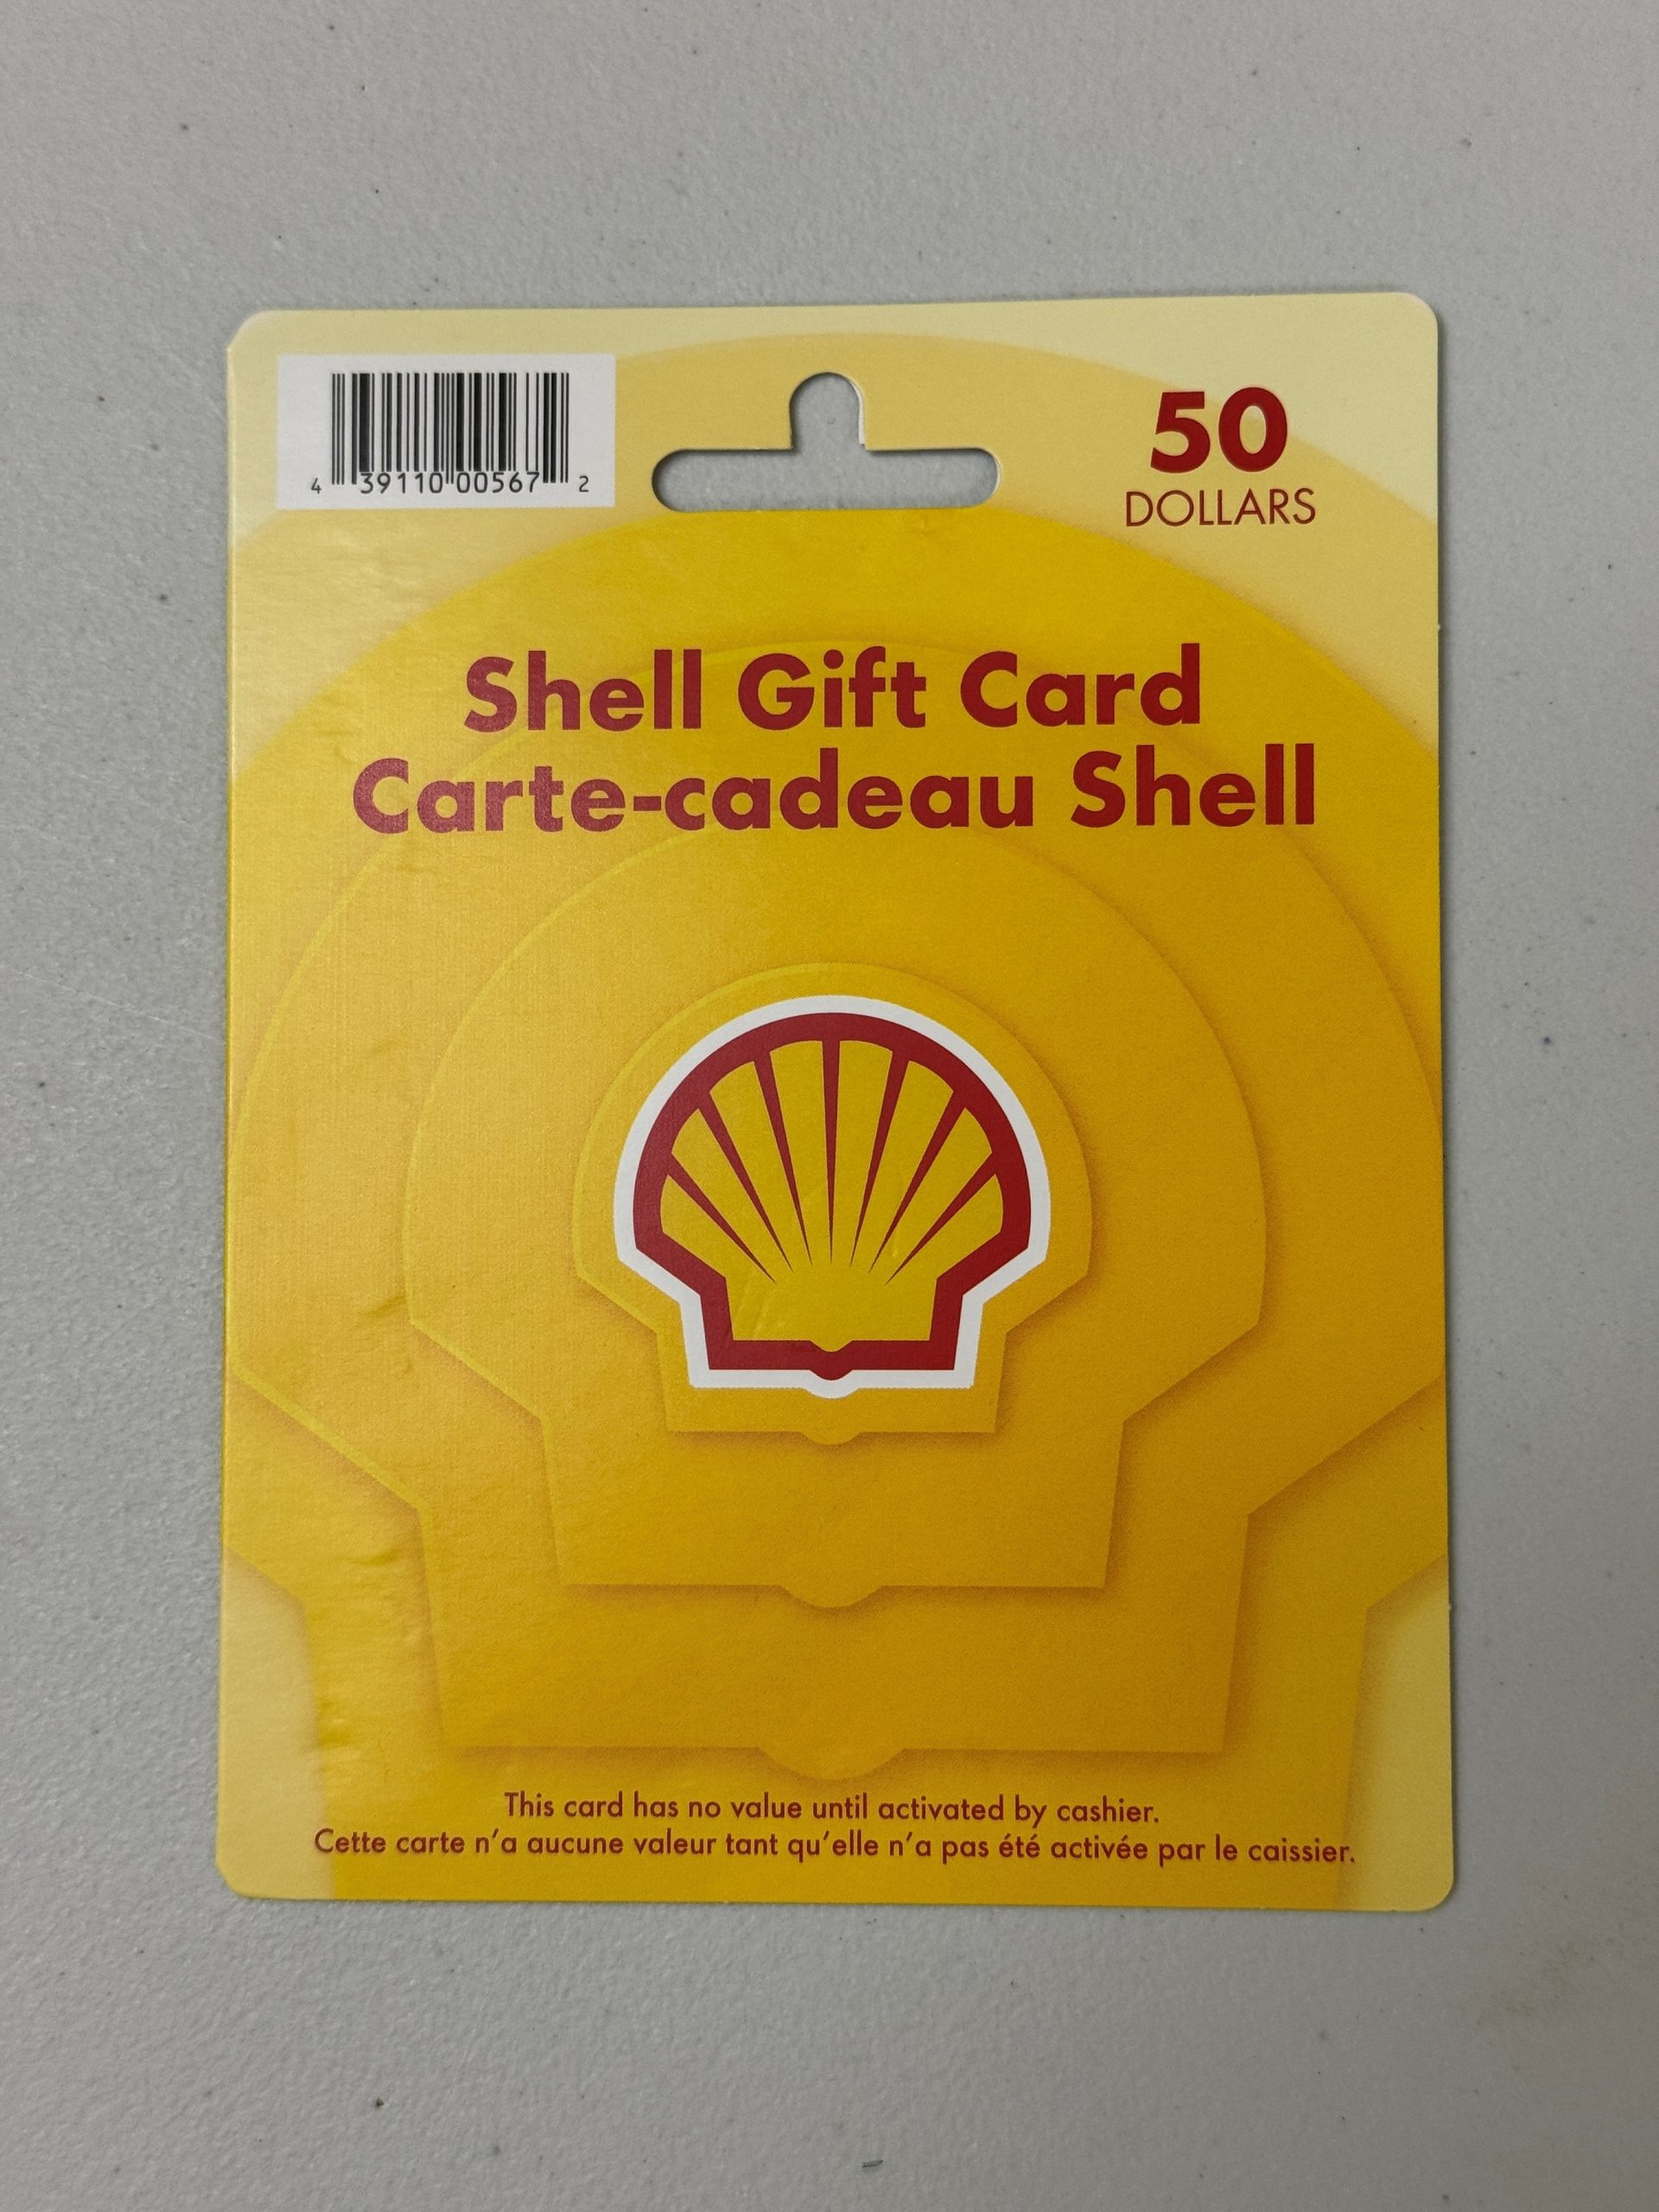 4 39110 00567 2
50
DOLLARS
Shell Gift Card
Carte-cadeau Shell
This card has no value until activated by cashier.
Cette carte n'a aucune valeur tant qu'elle n'a pas été activée par le caissier.